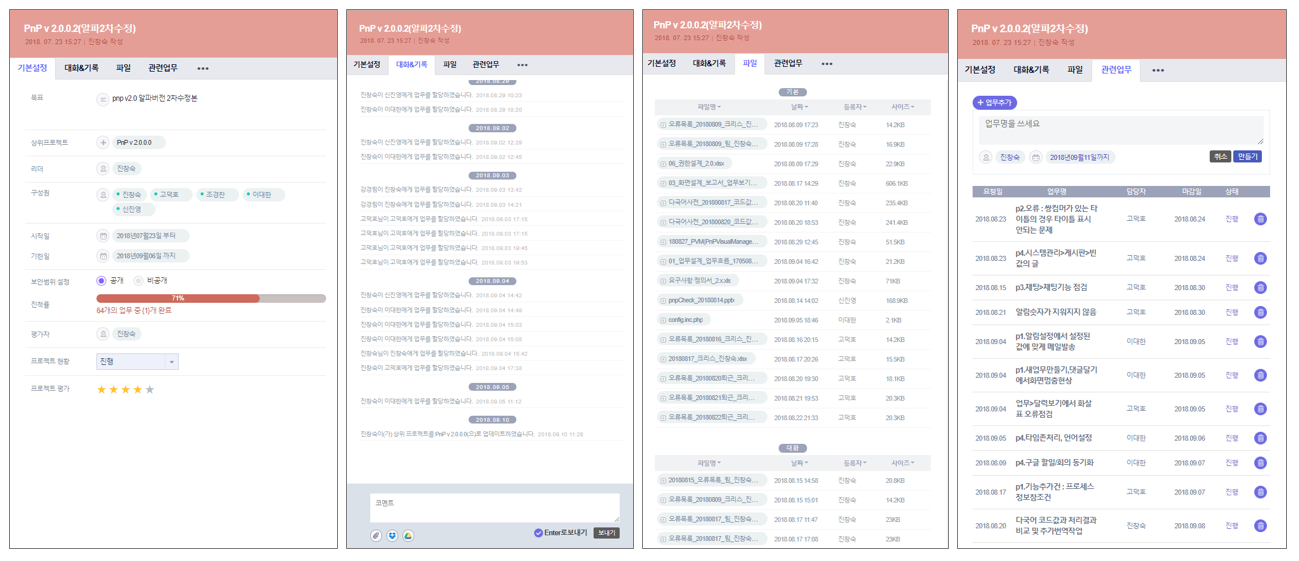 PnP v 2.0.0.2(알파2차수정)
2018. 07. 23 15:27 | 진창숙 작성
기본설정 대화&기록 파일 관련업무 •••
목표 pnp v2.0 알파버전 2차수정본
상위프로젝트 PnP v 2.0.0.0
리더 진창숙
구성원 진창숙 고덕호 조경찬 이대한
신진영
시작일 2018년07월23일 부터
기한일 2018년09월06일 까지
보안범위 설정 공개 비공개
진척률 71%
64개의 업무 중 (1)개 완료
평가자 진창숙
프로젝트 현황 진행
프로젝트 평가
PnP v 2.0.0.2(알파2차수정)
2018. 07. 23 15:27 | 진창숙 작성
기본설정 대화&기록 파일 관련업무 •••
진창숙이 신진영에게 업무를 할당하였습니다. 2018.08.29 10:23
진창숙이 이대한에게 업무를 할당하였습니다. 2018.08.29 18:20
2018.09.02
진창숙이 신진영에게 업무를 할당하였습니다. 2018.09.02 12:29
진창숙이 이대한에게 업무를 할당하였습니다. 2018.09.02 12:45
2018.09.03
김경림이 진창숙에게 업무를 할당하였습니다. 2018.09.03 13:42
김경림이 진창숙에게 업무를 할당하였습니다. 2018.09.03 14:21
고덕호님이 고덕호에게 업무를 할당하였습니다. 2018.09.03 17:15
고덕호님이 고덕호에게 업무를 할당하였습니다. 2018.09.03 17:15
고덕호님이 고덕호에게 업무를 할당하였습니다. 2018.09.03 19:45
고덕호님이 고덕호에게 업무를 할당하였습니다. 2018.09.03 19:53
2018.09.04
진창숙이 신진영에게 업무를 할당하였습니다. 2018.09.04 14:42
진창숙이 이대한에게 업무를 할당하였습니다. 2018.09.04 14:49
진창숙이 이대한에게 업무를 할당하였습니다. 2018.09.04 15:03
진창숙이 이대한에게 업무를 할당하였습니다. 2018.09.04 15:09
진창숙님이 진창숙에게 업무를 할당하였습니다. 2018.09.04 15:42
진창숙이 고덕호에게 업무를 할당하였습니다. 2018.09.04 17:30
2018.09.05
진창숙이 이대한에게 업무를 할당하였습니다. 2018.09.05 11:12
2018.09.10
진창숙이(가) 상위 프로젝트를 PnP v 2.0.0.0(으)로 업데이트하였습니다. 2018.09.10 11:28
코멘트
Enter로보내기 보내기
PnP v 2.0.0.2(알파2차수정)
2018. 07. 23 15:27 | 진창숙 작성
기본설정 대화&기록 파일 관련업무 •••
기본
파일명 날짜 등록자 사이즈
오류목록_20180809_크리스_진... 2018.08.09 17:23 진창숙 14.2KB
오류목록_20180809_크리스_진... 2018.08.09 17:28 진창숙 16.9KB
06_권한설계_2.0.xlsx 2018.08.09 17:29 진창숙 22.9KB
03_화면설계_보고서_업무보기... 2018.08.17 14:29 진창숙 606.1KB
다국어사전_20180817_코드값... 2018.08.20 11:40 진창숙 235.4KB
다국어사전_20180820_코드값... 2018.08.20 18:53 진창숙 241.4KB
180827_PVM(PnPVisualManage... 2018.08.29 12:45 진창숙 51.5KB
01_업무설계_업무흐름_170508... 2018.09.04 16:42 진창숙 21.2KB
요구사항 정의서_2.x.xls 2018.09.04 17:32 진창숙 71KB
pnpCheck_20180814.pptx 2018.08.14 14:02 신진영 168.9KB
config.inc.php 2018.09.05 18:46 이대한 2.1KB
오류목록_20180816_크리스_진... 2018.08.16 20:15 고덕호 14.2KB
20180817_크리스_진창숙.xlsx 2018.08.17 20:26 고덕호 15.5KB
오류목록_20180820퇴근_크리... 2018.08.20 19:30 고덕호 18.1KB
오류목록_20180821퇴근_크리... 2018.08.21 19:53 고덕호 20.3KB
오류목록_20180822퇴근_크리... 2018.08.22 21:33 고덕호 20.3KB
대화
파일명 날짜 등록자 사이즈
20180815_오류목록_팀_진창숙... 2018.08.15 14:58 진창숙 20.8KB
오류목록_20180809_크리스_진... 2018.08.15 15:01 진창숙 14.2KB
오류목록_20180817_팀_진창숙... 2018.08.17 11:47 진창숙 23KB
오류목록_20180817_팀_진창숙... 2018.08.17 17:08 진창숙 23KB
PnP v 2.0.0.2(알파2차수정)
2018. 07. 23 15:27 | 진창숙 작성
기본설정 대화&기록 파일 관련업무 •••
+ 업무추가
업무명을 쓰세요
진창숙 2018년09월11일까지 취소 만들기
요청일 업무명 담당자 마감일 상태
2018.08.23 p2.오류 : 쌍컴머가 있는 타
이틀의 경우 타이틀 표시
안되는 문제 고덕호 2018.08.24 진행
2018.08.23 p4.시스템관리>게시판>빈
값의 글 고덕호 2018.08.24 진행
2018.08.15 p3.채팅>채팅기능 점검 고덕호 2018.08.30 진행
2018.08.21 알림숫자가 지워지지 않음 고덕호 2018.08.30 진행
2018.09.04 p1.알림설정에서 설정된
값에 맞게 메일발송 이대한 2018.09.05 진행
2018.09.04 p1.새업무만들기,댓글달기
에서화면멈춤현상 이대한 2018.09.05 진행
2018.09.04 업무>달력보기에서 화살
표 오류점검 고덕호 2018.09.05 진행
2018.09.05 p4.타임존처리, 언어설정 이대한 2018.09.06 진행
2018.08.09 p4.구글 할일/회의 동기화 이대한 2018.09.07 진행
2018.08.17 p1.기능추가건 : 프로세스
정보참조건 고덕호 2018.09.07 진행
2018.08.20 다국어 코드값과 처리결과
비교 및 추가번역작업 진창숙 2018.09.08 진행